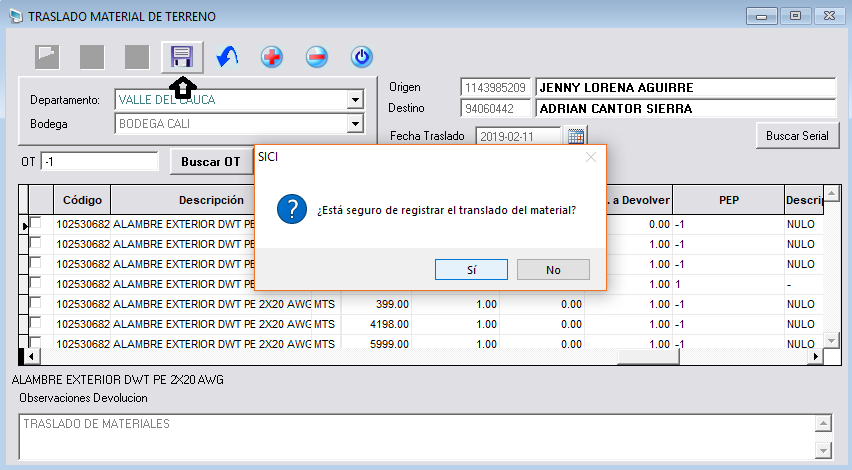 TRASLADO MATERIAL DE TERRENO
Departamento: VALLE DEL CAUCA
Bodega BODEGA CALI
Origen 1143985209 JENNY LORENA AGUIRRE
Destino 94060442 ADRIAN CANTOR SIERRA
Fecha Traslado 2019-02-11
Buscar Serial
OT -1 Buscar OT
SICI
¿Está seguro de registrar el translado del material?
Sí No
Código Descripción a Devolver PEP Descrip
102530682 ALAMBRE EXTERIOR DWT PE 0.00 -1 NULO
102530682 ALAMBRE EXTERIOR DWT PE 1.00 -1 NULO
102530682 ALAMBRE EXTERIOR DWT PE 1.00 -1 NULO
102530682 ALAMBRE EXTERIOR DWT PE 1.00 1 -
102530682 ALAMBRE EXTERIOR DWT PE 2X20 AWG MTS 399.00 1.00 0.00 1.00 -1 NULO
102530682 ALAMBRE EXTERIOR DWT PE 2X20 AWG MTS 4198.00 1.00 0.00 1.00 -1 NULO
102530682 ALAMBRE EXTERIOR DWT PE 2X20 AWG MTS 5999.00 1.00 0.00 1.00 -1 NULO
ALAMBRE EXTERIOR DWT PE 2X20 AWG
Observaciones Devolucion
TRASLADO DE MATERIALES